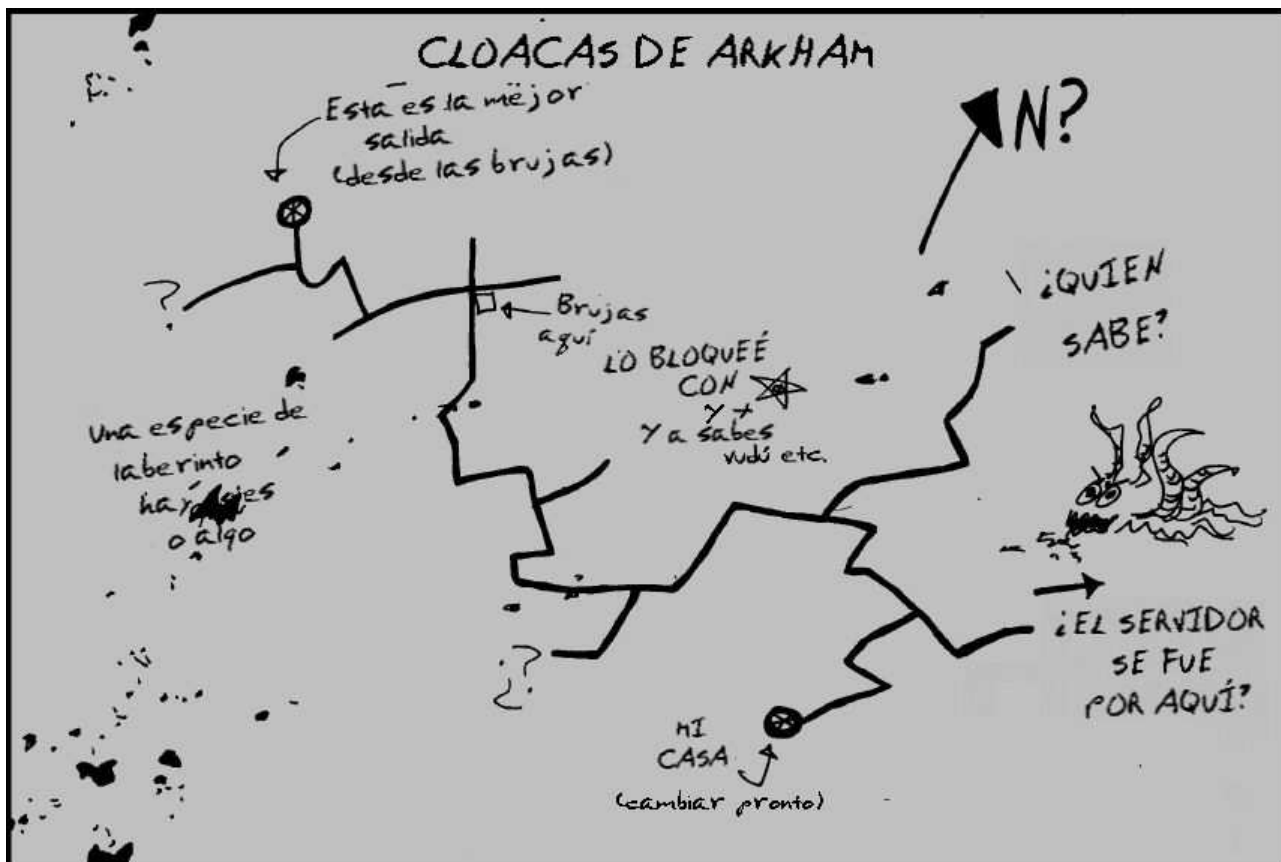 CLOACAS DE ARKHAM
Esta es la mejor
salida
(desde las brujas)
N?
?
Brujas
aquí
¿QUIEN
SABE?
LO BLOQUEÉ
CON
Y +
Ya sabes
vudú etc.
Una especie de
laberinto
hay
o algo
¿?
¿EL SERVIDOR
SE FUE
POR AQUÍ?
MI
CASA
(cambiar pronto)